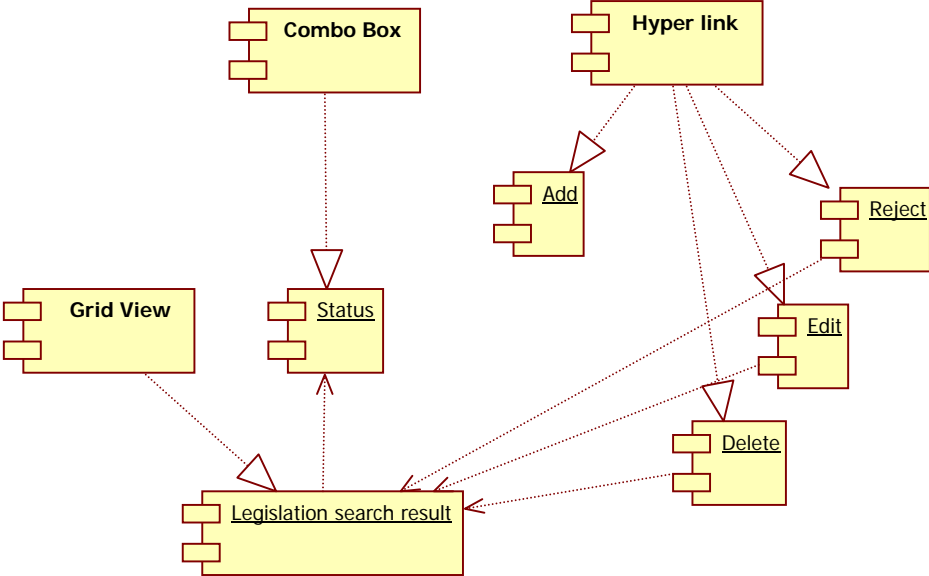 Combo Box
Hyper link
Add
Reject
Grid View
Status
Edit
Delete
Legislation search result